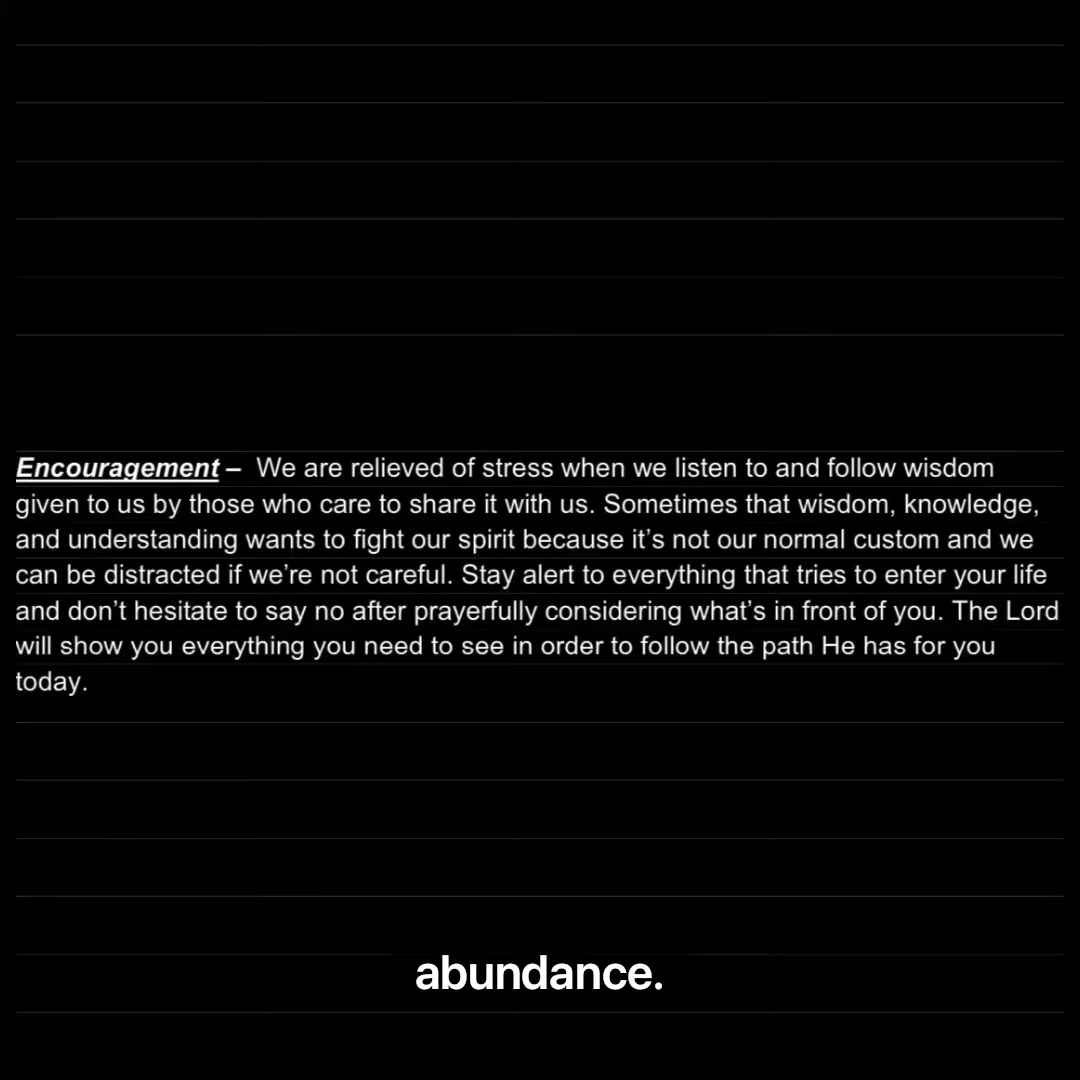 Encouragement – We are relieved of stress when we listen to and follow wisdom
given to us by those who care to share it with us. Sometimes that wisdom, knowledge,
and understanding wants to fight our spirit because it’s not our normal custom and we
can be distracted if we’re not careful. Stay alert to everything that tries to enter your life
and don’t hesitate to say no after prayerfully considering what’s in front of you. The Lord
will show you everything you need to see in order to follow the path He has for you
today.
abundance.